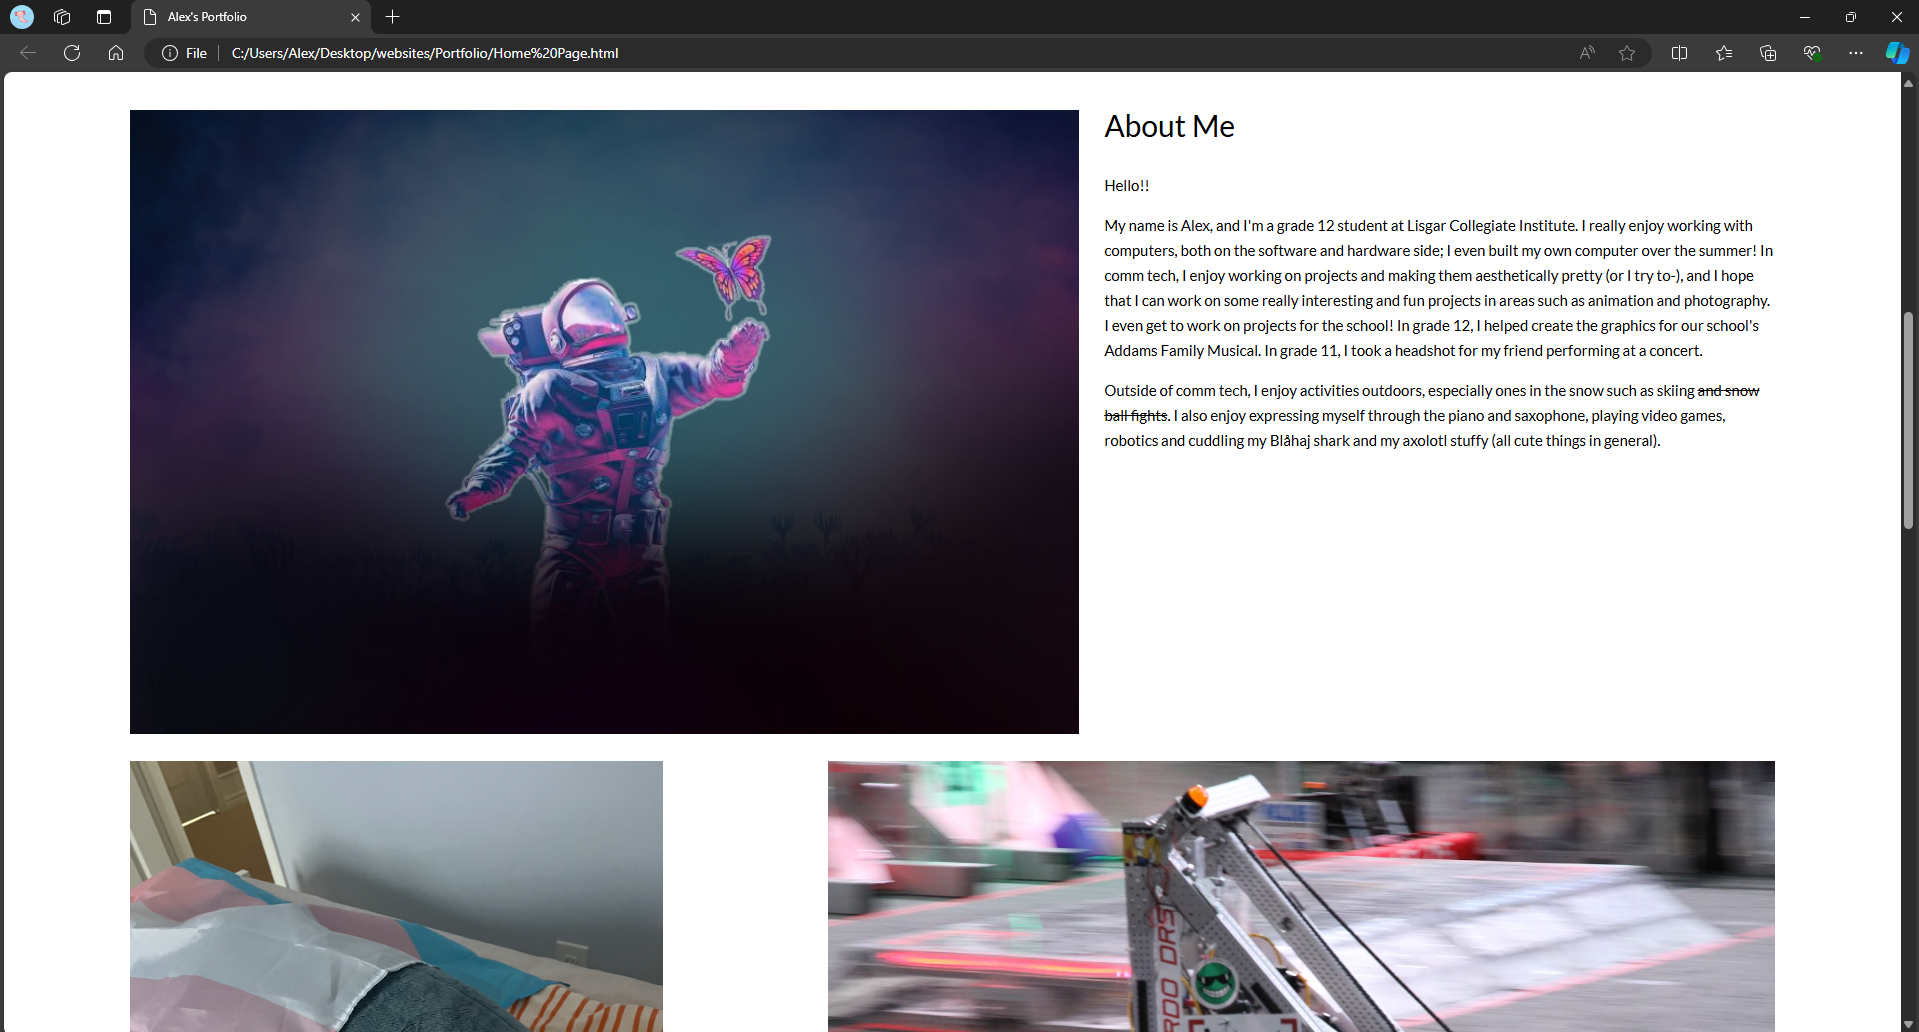 Alex's Portfolio
File
C:/Users/Alex/Desktop/websites/Portfolio/Home%20Page.html
About Me
Hello!!
My name is Alex, and I'm a grade 12 student at Lisgar Collegiate Institute. I really enjoy working with
computers, both on the software and hardware side; I even built my own computer over the summer! In
comm tech, I enjoy working on projects and making them aesthetically pretty (or I try to-), and I hope
that I can work on some really interesting and fun projects in areas such as animation and photography.
I even get to work on projects for the school! In grade 12, I helped create the graphics for our school's
Addams Family Musical. In grade 11, I took a headshot for my friend performing at a concert.
Outside of comm tech, I enjoy activities outdoors, especially ones in the snow such as skiing and snow
ball fights. I also enjoy expressing myself through the piano and saxophone, playing video games,
robotics and cuddling my Blåhaj shark and my axolotl stuffy (all cute things in general).